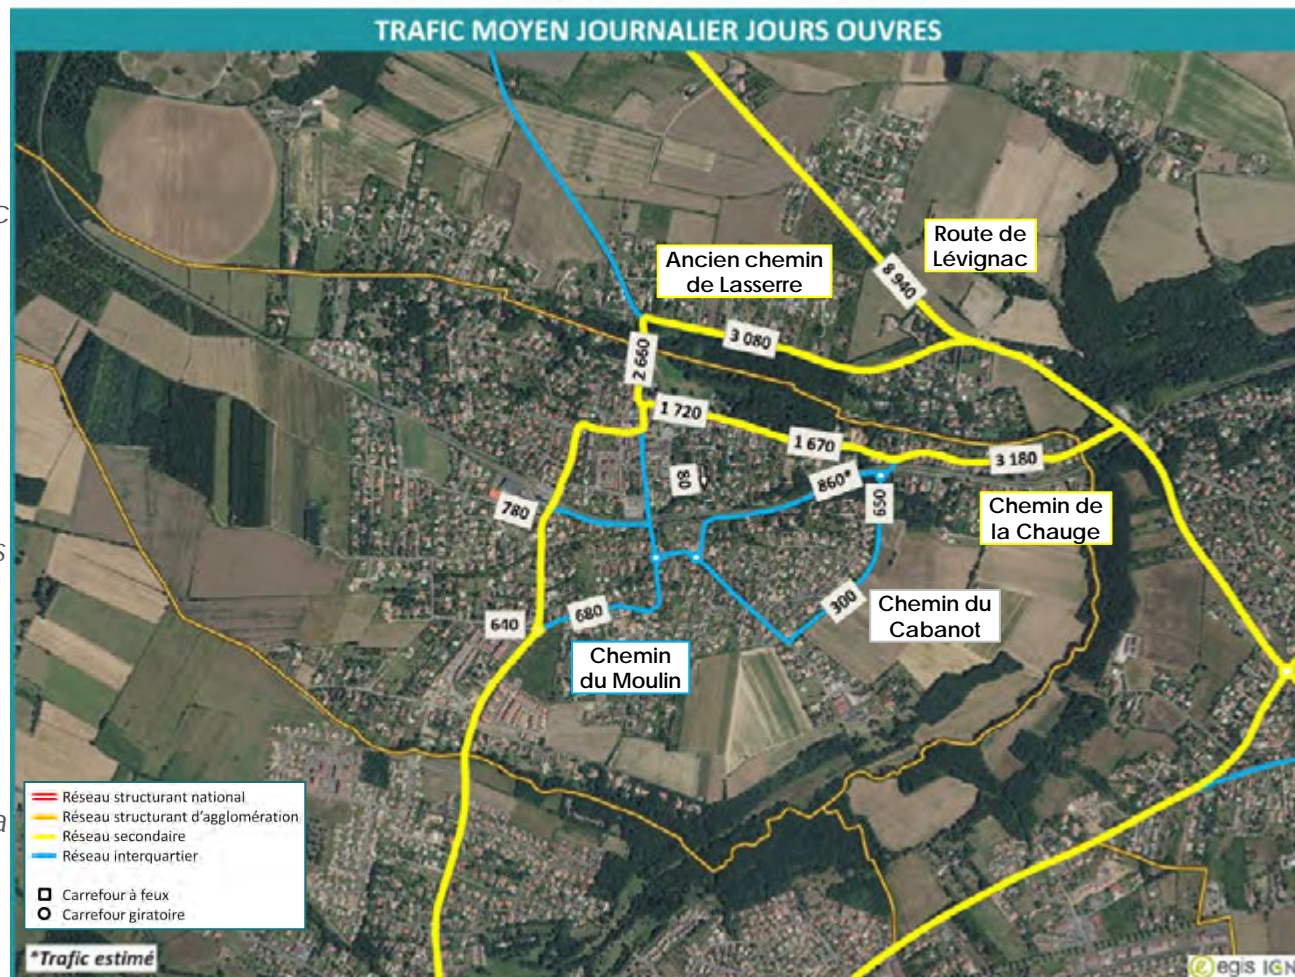 TRAFIC MOYEN JOURNALIER JOURS OUVRES
c
Route de
Lévignac
Ancien chemin
de Lasserre
8 940
3 080
2 660
1 720
1 670
3 180
80
860*
650
780
Chemin de
la Chauge
s
300
Chemin du
Cabanot
640
680
Chemin
du Moulin
Réseau structurant national
Réseau structurant d'agglomération
a
Réseau secondaire
Réseau interquartier
Carrefour à feux
Carrefour giratoire
*Trafic estimé
egis IGN